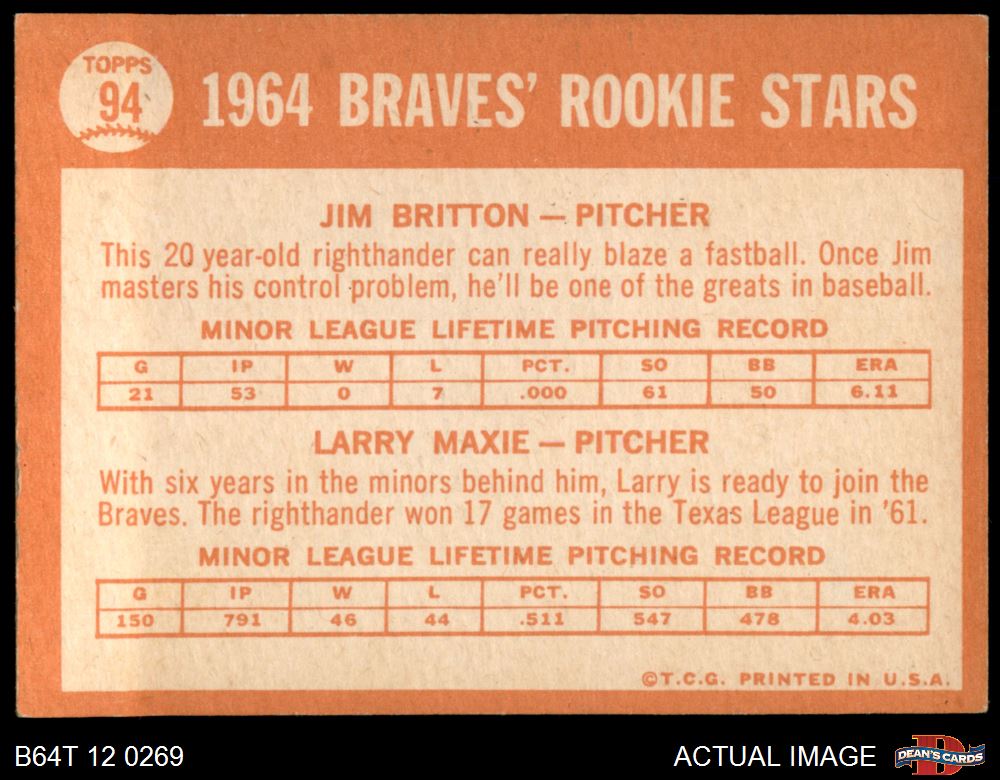 TOPPS
94
1964 BRAVES' ROOKIE STARS
JIM BRITTON — PITCHER
This 20 year-old righthander can really blaze a fastball. Once Jim
masters his control problem, he'll be one of the greats in baseball.
MINOR LEAGUE LIFETIME PITCHING RECORD
G IP W L PCT. SO BB ERA
21 53 0 7 .000 61 50 6.11
LARRY MAXIE — PITCHER
With six years in the minors behind him, Larry is ready to join the
Braves. The righthander won 17 games in the Texas League in '61.
MINOR LEAGUE LIFETIME PITCHING RECORD
G IP W L PCT. SO BB ERA
150 791 46 44 .511 547 478 4.03
©T.C.G. PRINTED IN U.S.A.
B64T 12 0269
ACTUAL IMAGE
DEAN'S CARDS